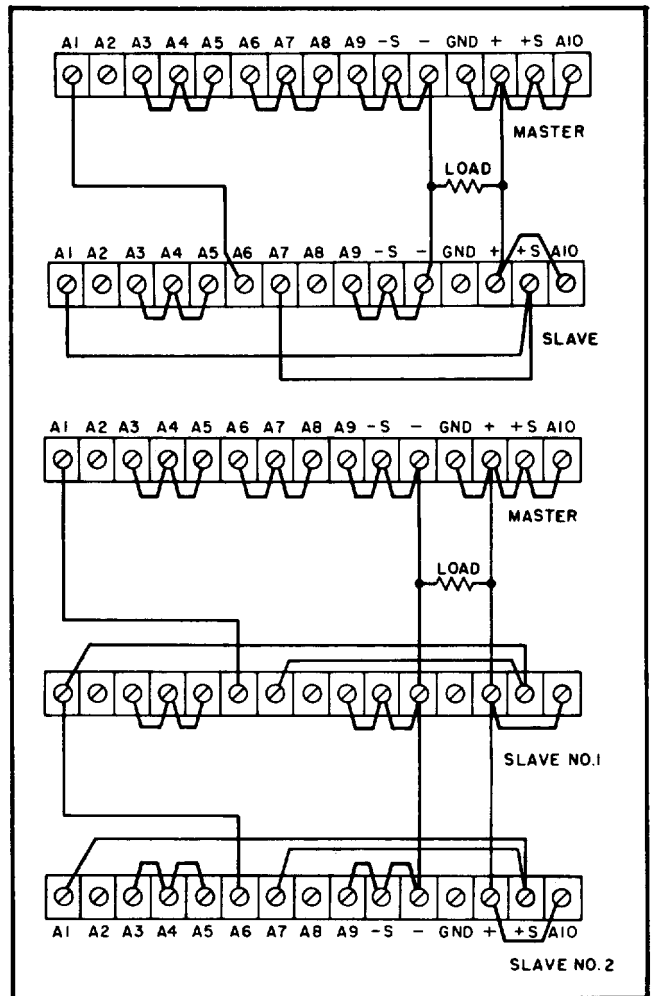 A1 A2 A3 A4 A5 A6 A7 A8 A9 -S - GND + +S A10
MASTER
LOAD
A1 A2 A3 A4 A5 A6 A7 A8 A9 -S - GND + +S A10
SLAVE
A1 A2 A3 A4 A5 A6 A7 A8 A9 -S - GND + +S A10
MASTER
LOAD
SLAVE NO.1
A1 A2 A3 A4 A5 A6 A7 A8 A9 -S - GND + +S A10
SLAVE NO.2